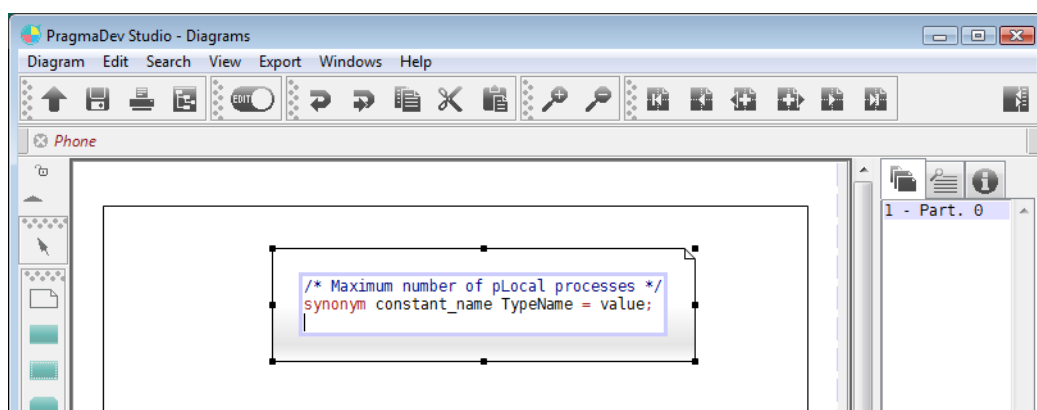 PragmaDev Studio - Diagrams
Diagram Edit Search View Export Windows Help
EDIT
Phone
1 - Part. 0
/* Maximum number of pLocal processes */
synonym constant_name TypeName = value;